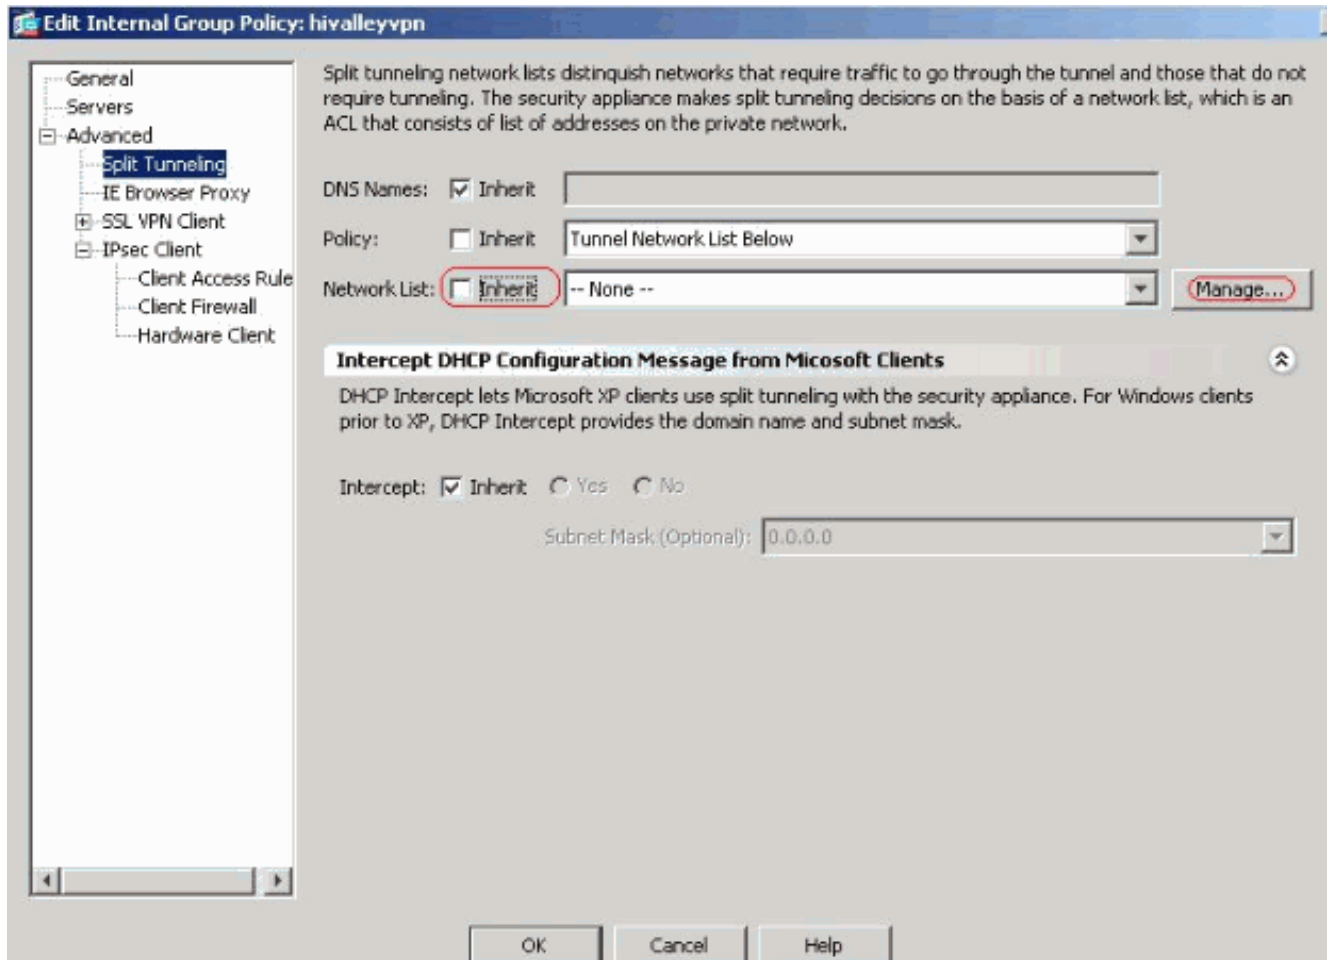 Edit Internal Group Policy: hivalleyvpn
General
Servers
Advanced
Split Tunneling
IE Browser Proxy
SSL VPN Client
IPsec Client
Client Access Rule
Client Firewall
Hardware Client
Split tunneling network lists distinquish networks that require traffic to go through the tunnel and those that do not
require tunneling. The security appliance makes split tunneling decisions on the basis of a network list, which is an
ACL that consists of list of addresses on the private network.
DNS Names: Inherit
Policy: Inherit Tunnel Network List Below
Network List: Inherit -- None -- Manage...
Intercept DHCP Configuration Message from Micosoft Clients
DHCP Intercept lets Microsoft XP clients use split tunneling with the security appliance. For Windows clients
prior to XP, DHCP Intercept provides the domain name and subnet mask.
Intercept: Inherit Yes No
Subnet Mask (Optional): 0.0.0.0
OK Cancel Help